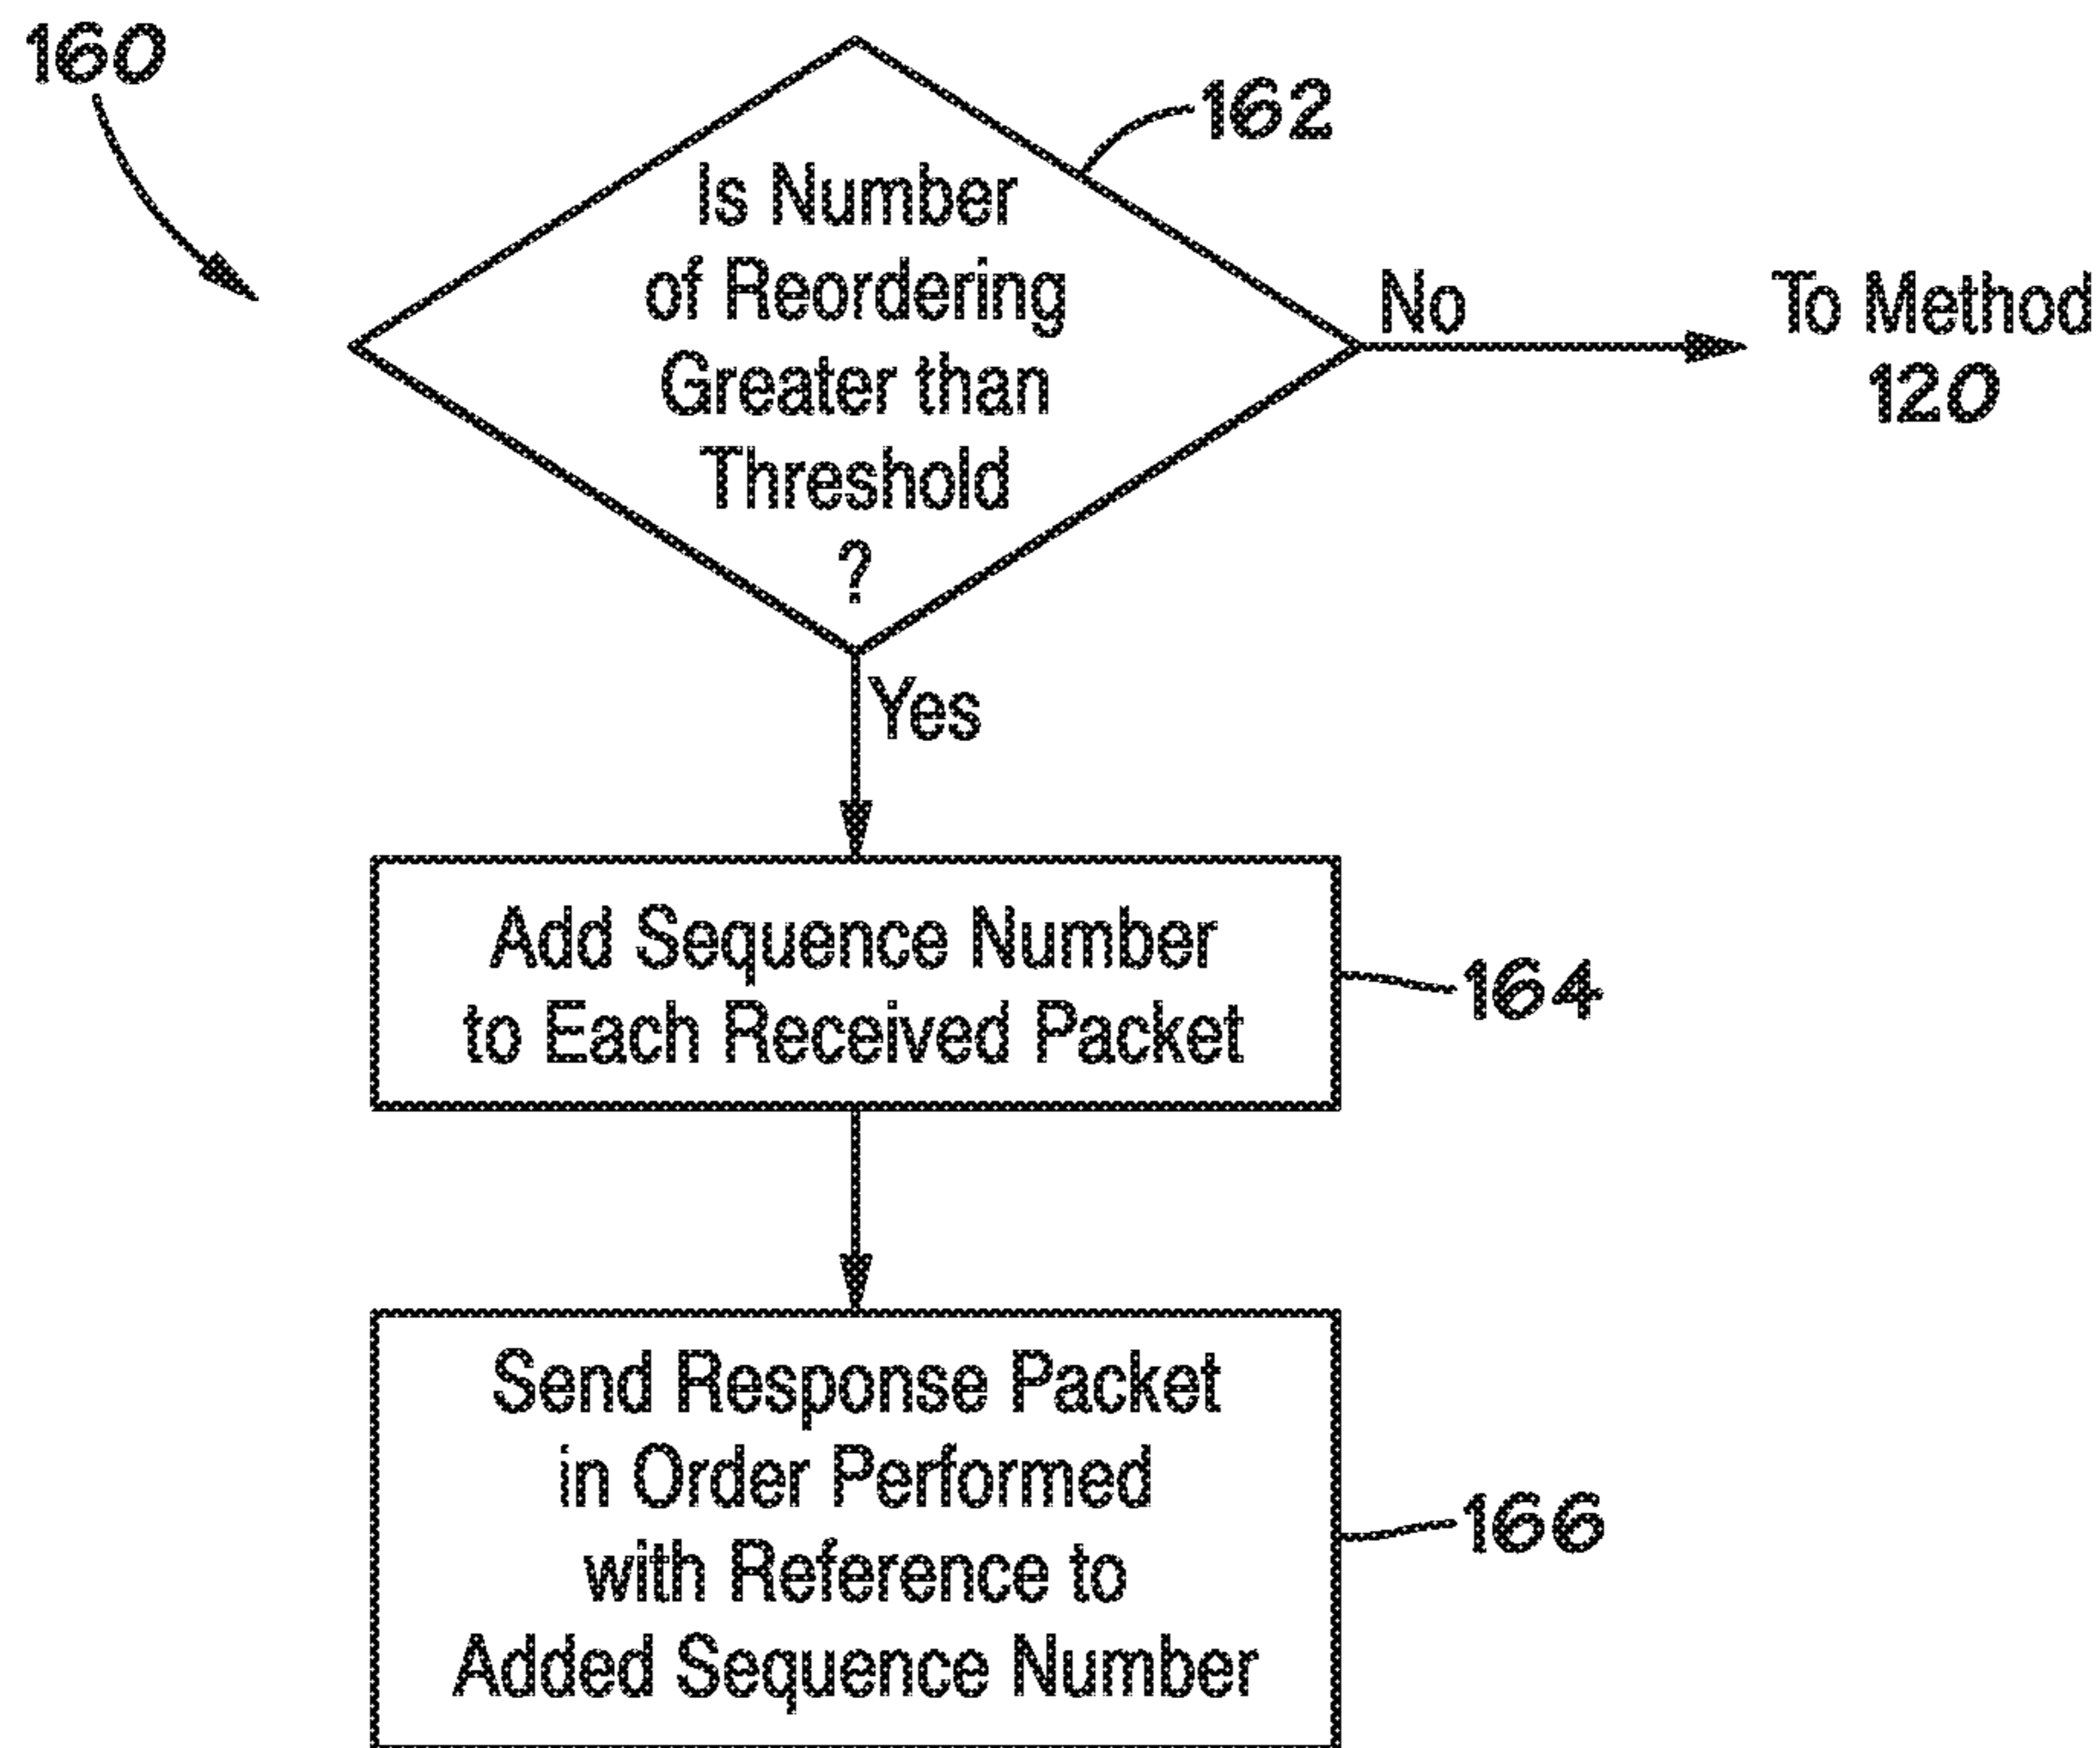 160
162
Is Number
of Reordering
Greater than
Threshold
?
No
To Method
120
Yes
Add Sequence Number
to Each Received Packet
164
Send Response Packet
in Order Performed
with Reference to
Added Sequence Number
166